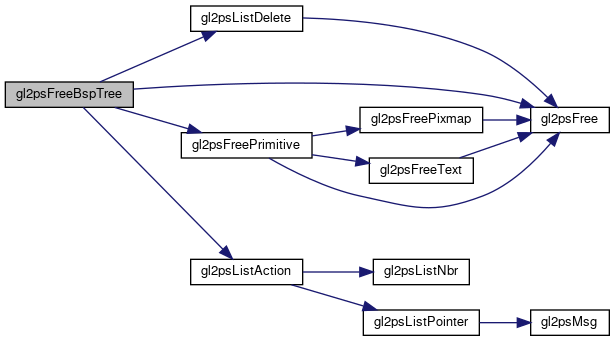 gl2psListDelete
gl2psFreeBspTree
gl2psFreePixmap
gl2psFree
gl2psFreePrimitive
gl2psFreeText
gl2psListAction
gl2psListNbr
gl2psListPointer
gl2psMsg